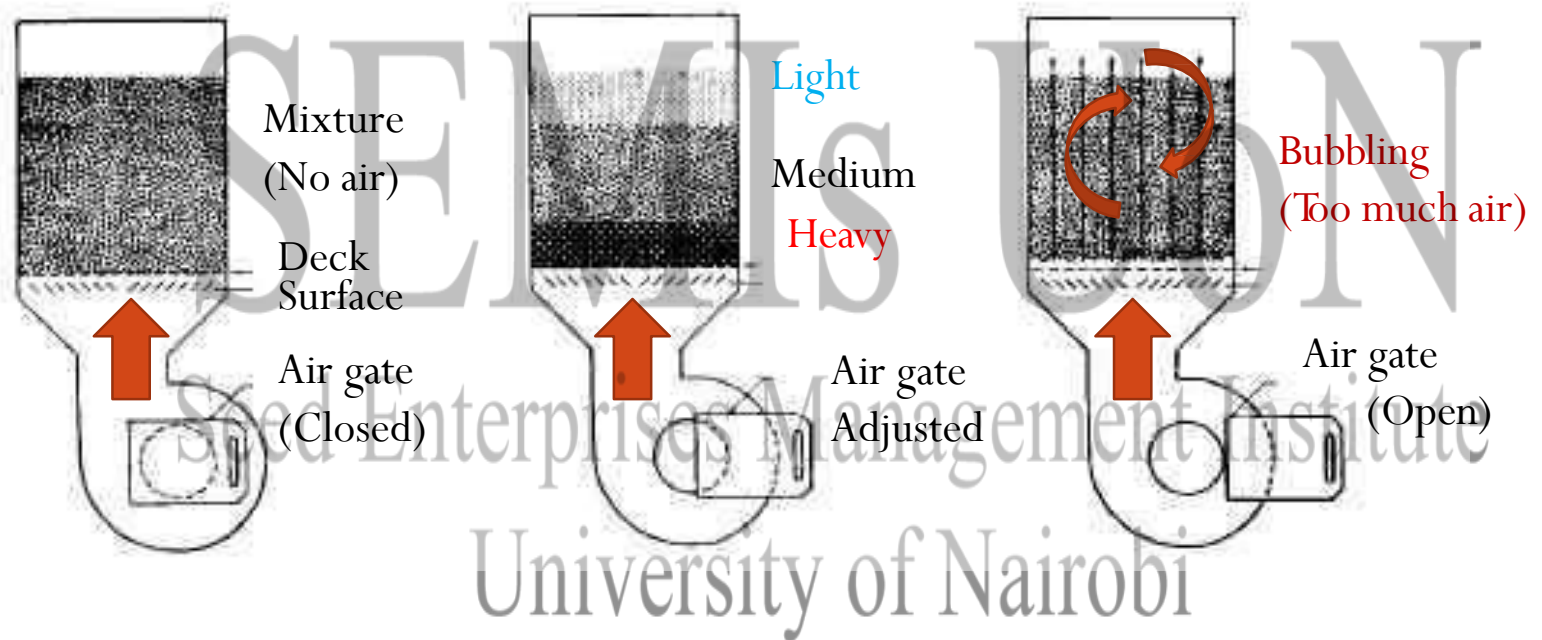 SEMIs UoN
Seed Enterprises Management Institute
University of Nairobi
Mixture
(No air)
Deck
Surface
Air gate
(Closed)
Light
Medium
Heavy
Air gate
Adjusted
Bubbling
(Too much air)
Air gate
(Open)